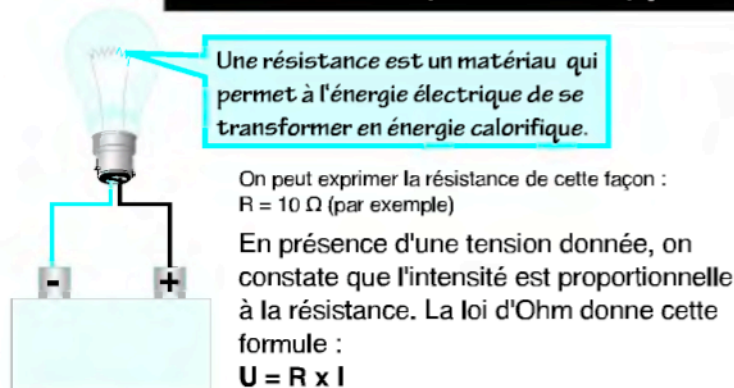 Une résistance est un matériau qui
permet à l'énergie électrique de se
transformer en énergie calorifique.
On peut exprimer la résistance de cette façon :
R = 10 Ω (par exemple)
En présence d'une tension donnée, on
constate que l'intensité est proportionnelle
à la résistance. La loi d'Ohm donne cette
formule :
U = R x I
- +